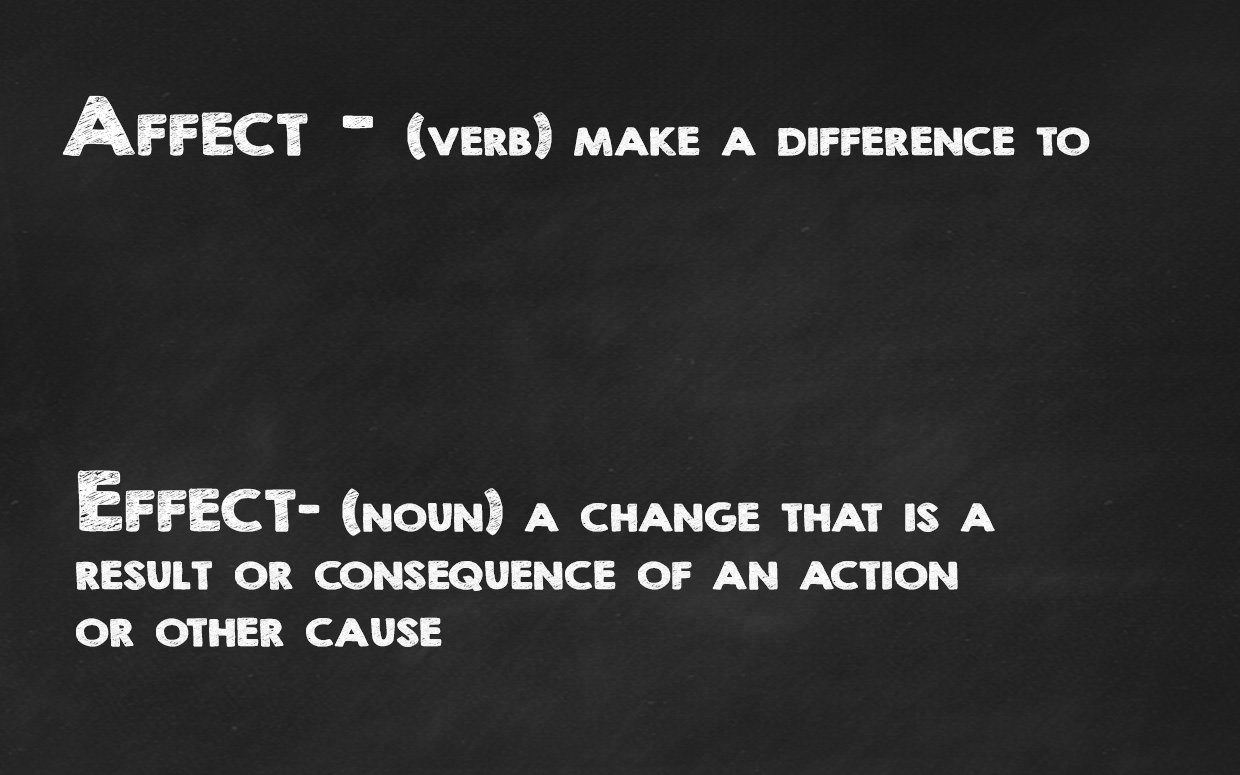 Affect - (verb) make a difference to
Effect- (noun) a change that is a
result or consequence of an action
or other cause